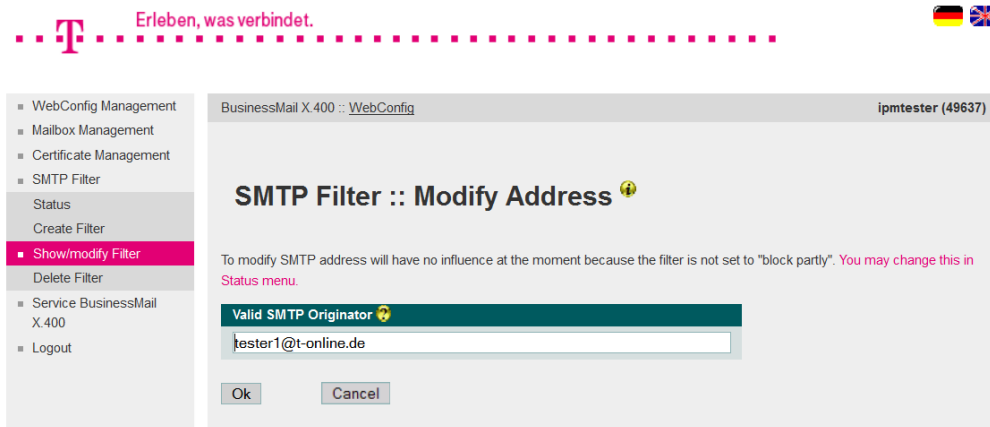 Erleben, was verbindet.
T
WebConfig Management
Mailbox Management
Certificate Management
SMTP Filter
Status
Create Filter
Show/modify Filter
Delete Filter
Service BusinessMail
X.400
Logout
BusinessMail X.400 :: WebConfig
ipmtester (49637)
SMTP Filter :: Modify Address
To modify SMTP address will have no influence at the moment because the filter is not set to "block partly". You may change this in
Status menu.
Valid SMTP Originator
tester1@t-online.de
Ok
Cancel